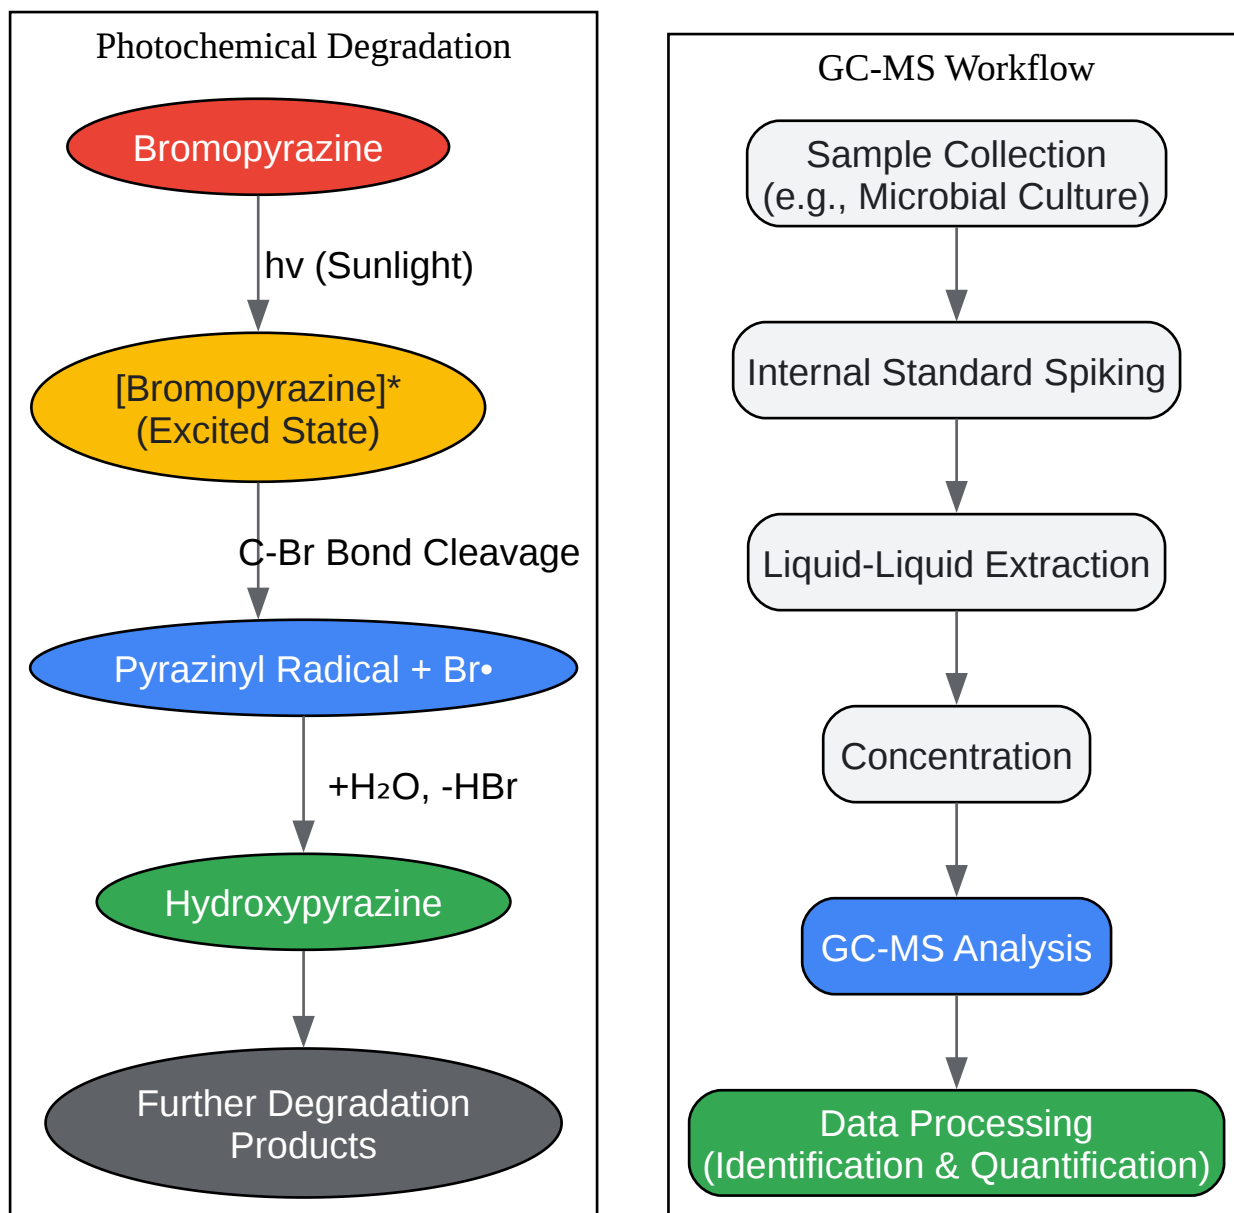 Photochemical Degradation
Bromopyrazine
hv (Sunlight)
[Bromopyrazine]*
(Excited State)
C-Br Bond Cleavage
Pyrazinyl Radical + Br•
+H₂O, -HBr
Hydroxypyrazine
Further Degradation
Products
GC-MS Workflow
Sample Collection
(e.g., Microbial Culture)
Internal Standard Spiking
Liquid-Liquid Extraction
Concentration
GC-MS Analysis
Data Processing
(Identification & Quantification)